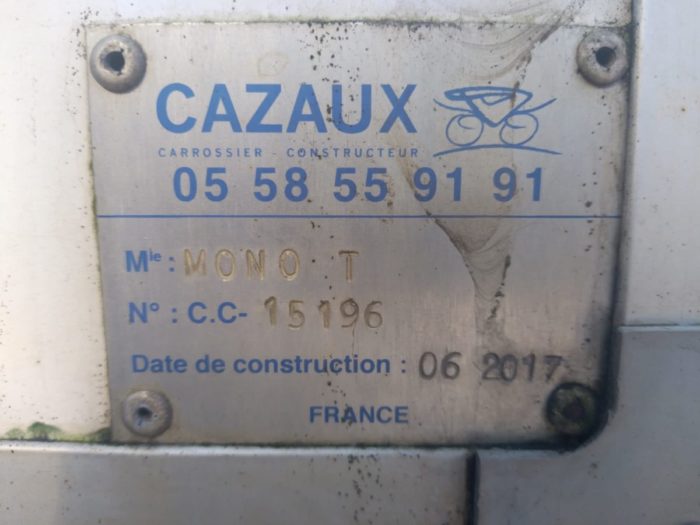 CAZAUX
CARROSSIER - CONSTRUCTEUR
05 58 55 91 91
Mle : MONO T
N° : C.C- 15196
Date de construction : 06 2017
FRANCE